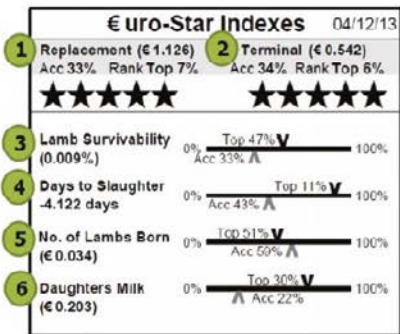 €uro-Star Indexes 04/12/13
1 Replacement (€1.126) 2 Terminal (€0.542)
Acc 33% Rank Top 7% Acc 34% Rank Top 6%
3 Lamb Survivability
(0.009%)
0% Top 47% 100%
Acc 33%
4 Days to Slaughter
-4.122 days
0% Top 11% 100%
Acc 43%
5 No. of Lambs Born
(€0.034)
0% Top 51% 100%
Acc 59%
6 Daughters Milk
(€0.203)
0% Top 30% 100%
Acc 22%